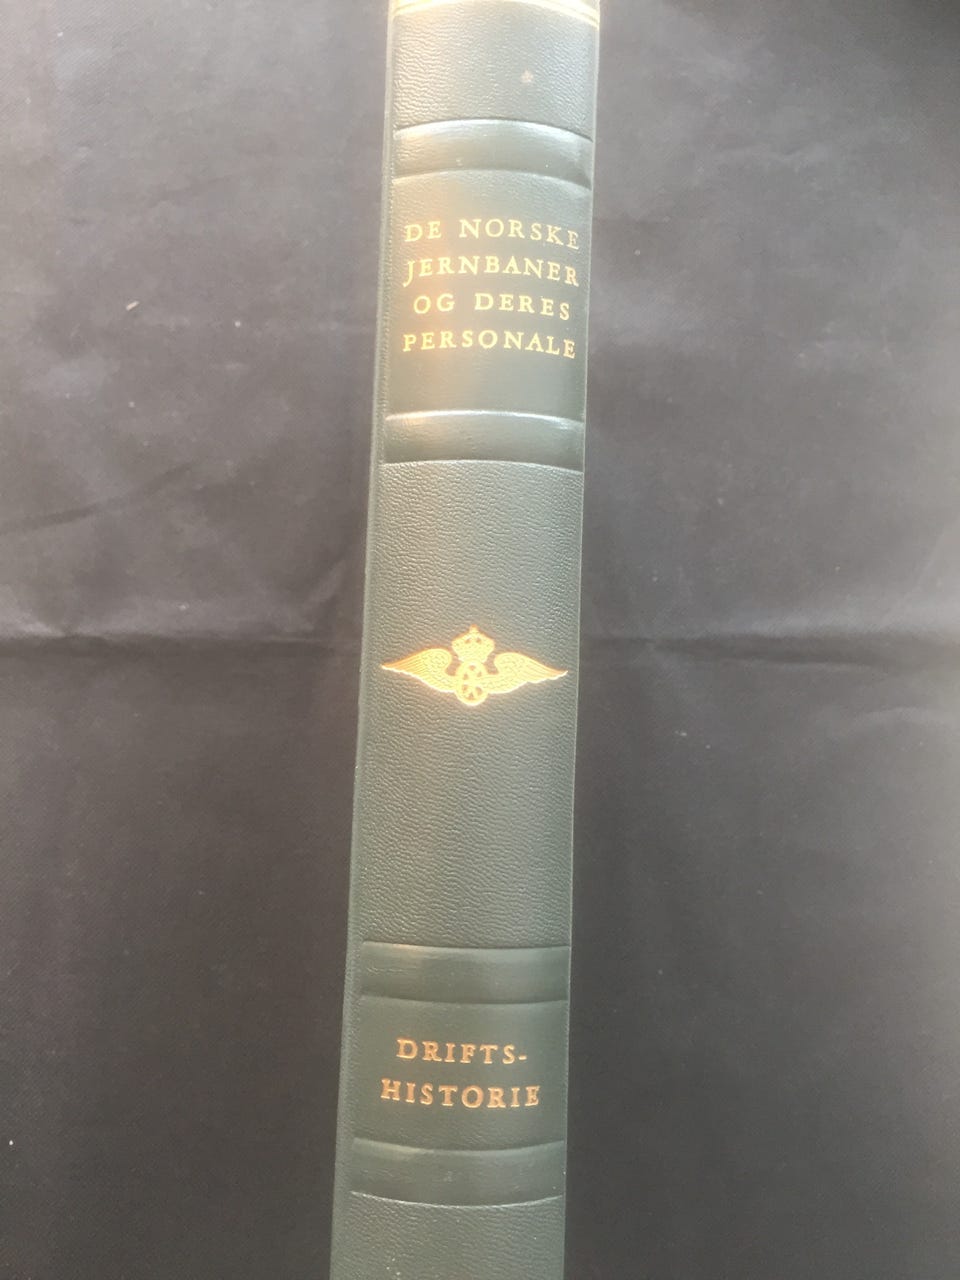 DE NORSKE
JERNBANER
OG DERES
PERSONALE
DRIFTS-
HISTORIE